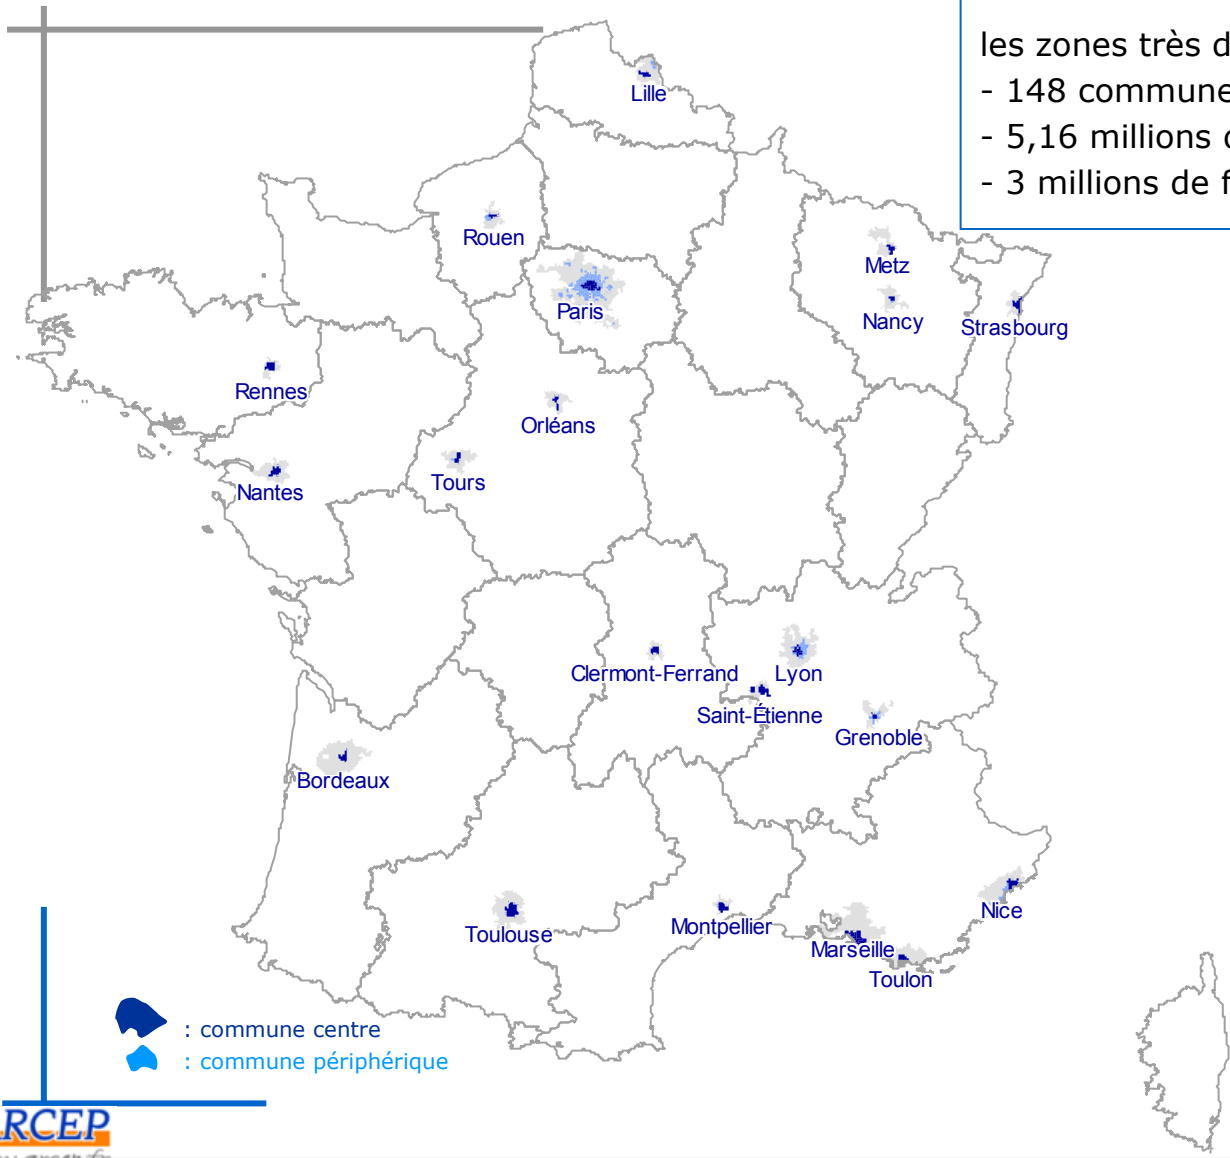 les zones très d
- 148 commune
- 5,16 millions d
- 3 millions de f
Lille
Rouen
Metz
Paris
Nancy
Strasbourg
Rennes
Orléans
Tours
Nantes
Clermont-Ferrand
Lyon
Saint-Étienne
Grenoble
Bordeaux
Nice
Toulouse
Montpellier
Marseille
Toulon
: commune centre
: commune périphérique
RCEP